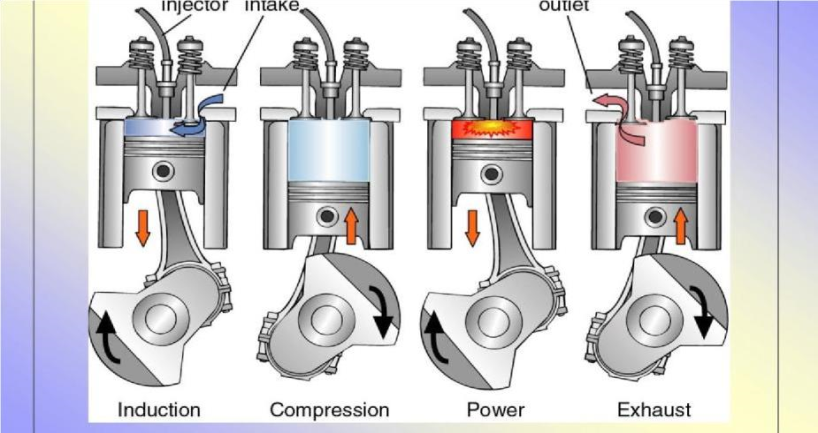 injector intake
outlet
Induction
Compression
Power
Exhaust